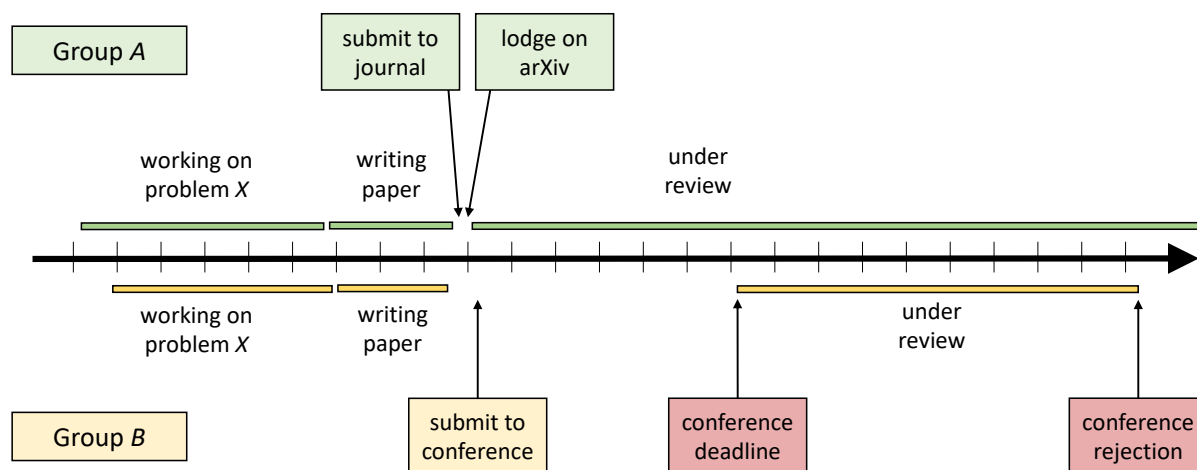 Group A
submit to
journal
lodge on
arXiv
working on
problem X
writing
paper
under
review
working on
problem X
writing
paper
under
review
Group B
submit to
conference
conference
deadline
conference
rejection